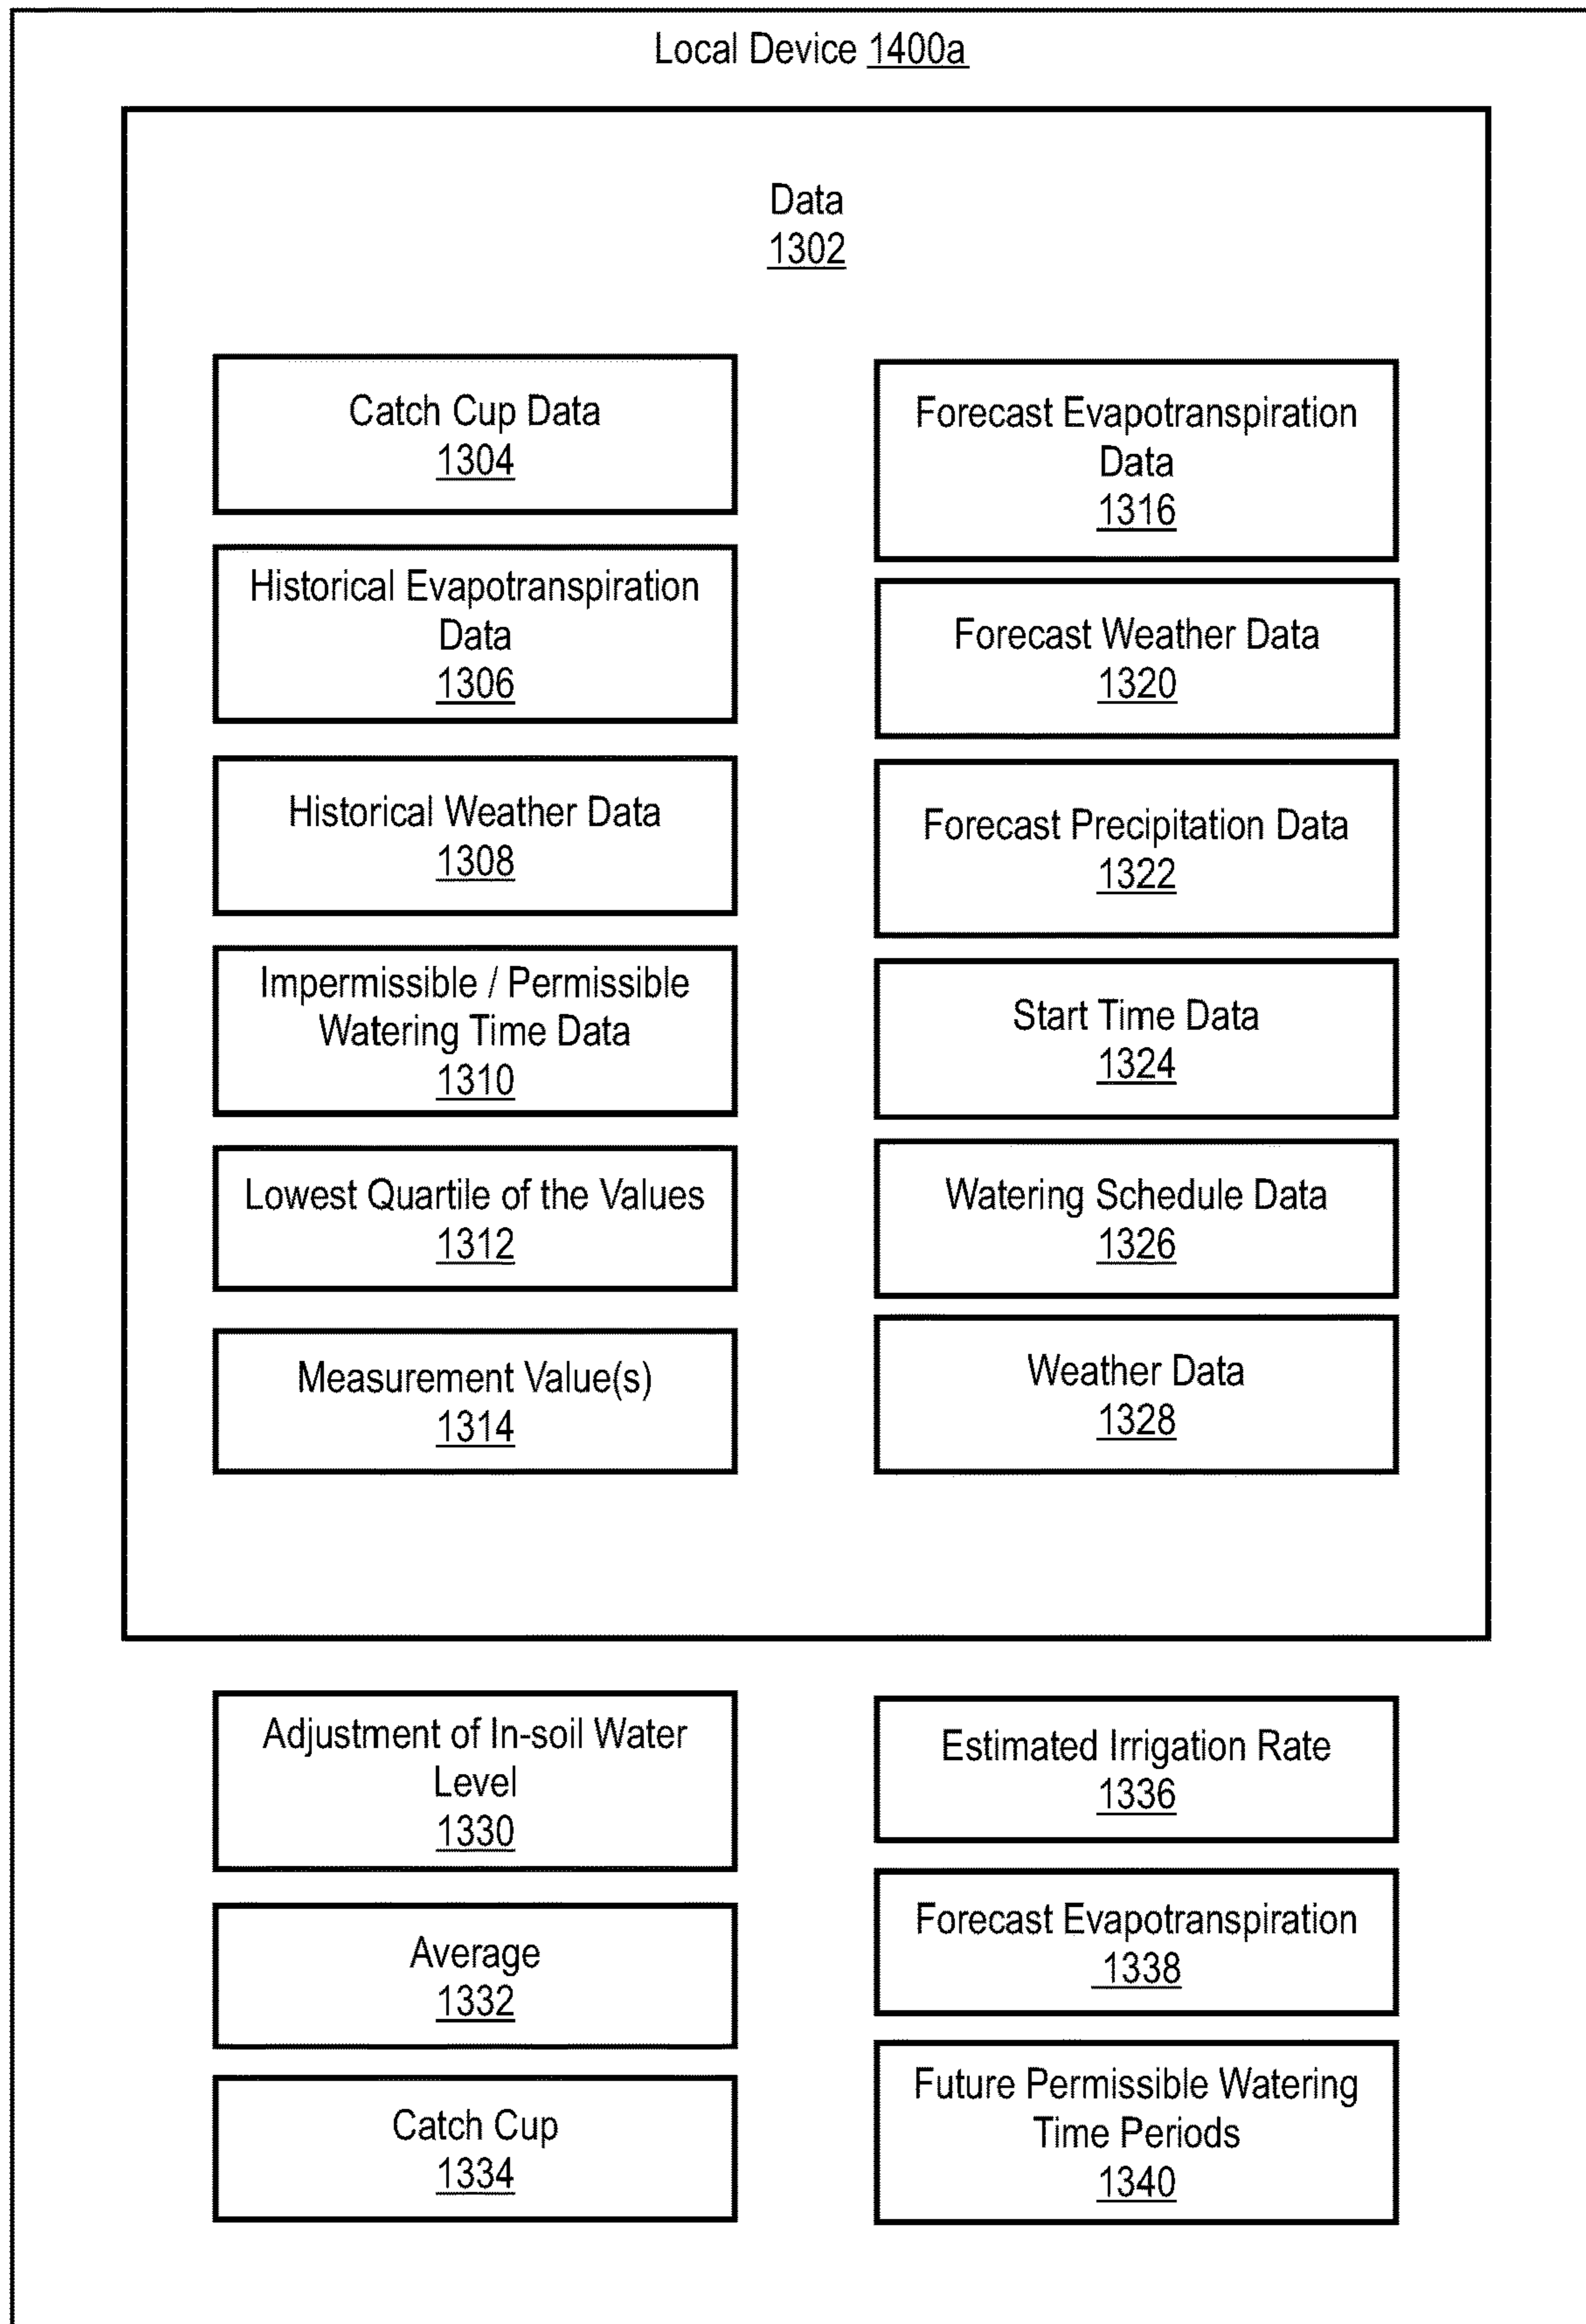 Local Device 1400a
Data
1302
Catch Cup Data
1304
Historical Evapotranspiration
Data
1306
Historical Weather Data
1308
Impermissible / Permissible
Watering Time Data
1310
Lowest Quartile of the Values
1312
Measurement Value(s)
1314
Forecast Evapotranspiration
Data
1316
Forecast Weather Data
1320
Forecast Precipitation Data
1322
Start Time Data
1324
Watering Schedule Data
1326
Weather Data
1328
Adjustment of In-soil Water
Level
1330
Average
1332
Catch Cup
1334
Estimated Irrigation Rate
1336
Forecast Evapotranspiration
1338
Future Permissible Watering
Time Periods
1340